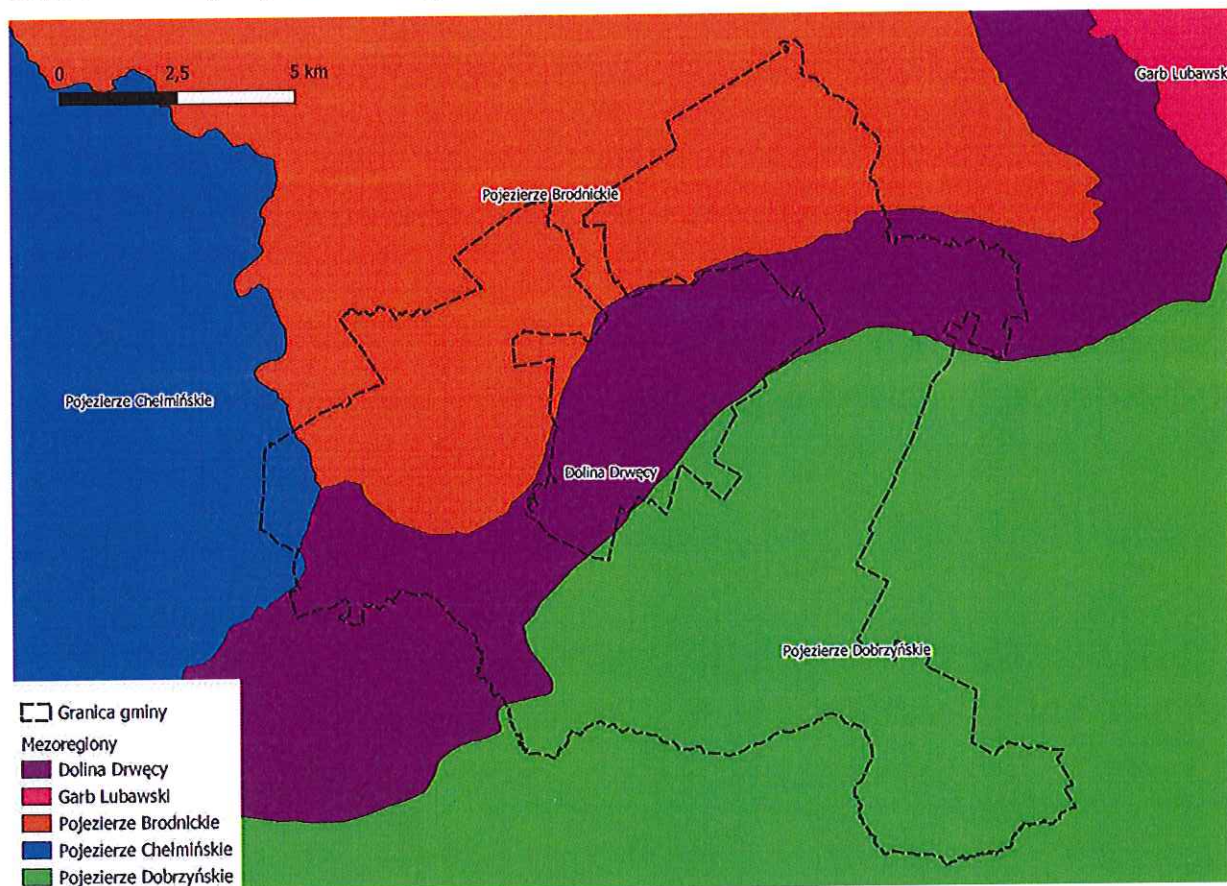 0 2,5 5 km
Garb Lubawski
Pojezierze Brodnickie
Pojezierze Chełmińskie
Dolina Drwęcy
Pojezierze Dobrzyńskie
Granica gminy
Mezoregiony
Dolina Drwęcy
Garb Lubawski
Pojezierze Brodnickie
Pojezierze Chełmińskie
Pojezierze Dobrzyńskie